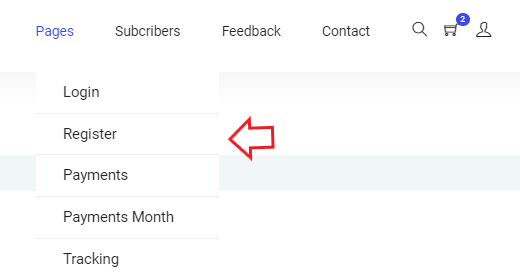 Pages Subcribers Feedback Contact 2
Login
Register
Payments
Payments Month
Tracking